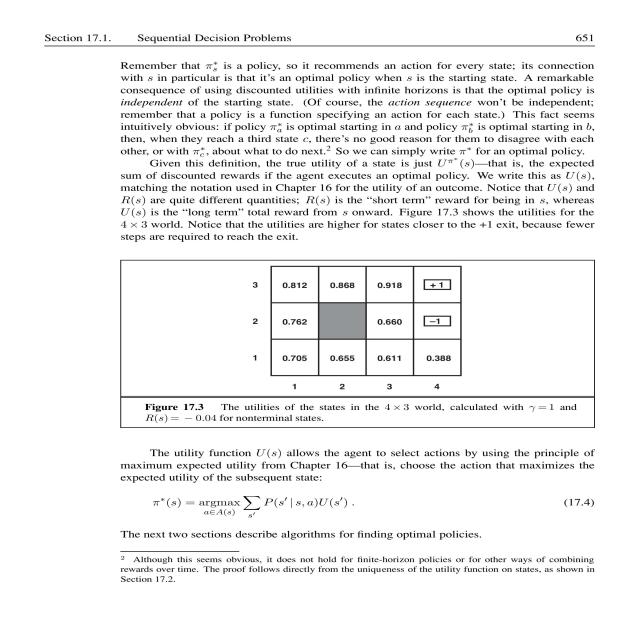 Section 17.1. Sequential Decision Problems 651
Remember that π*ₛ is a policy, so it recommends an action for every state; its connection
with s in particular is that it's an optimal policy when s is the starting state. A remarkable
consequence of using discounted utilities with infinite horizons is that the optimal policy is
independent of the starting state. (Of course, the action sequence won't be independent;
remember that a policy is a function specifying an action for each state.) This fact seems
intuitively obvious: if policy π*ₐ is optimal starting in a and policy π*_b is optimal starting in b,
then, when they reach a third state c, there's no good reason for them to disagree with each
other, or with π*_c, about what to do next.² So we can simply write π* for an optimal policy.
Given this definition, the true utility of a state is just U^π*(s)—that is, the expected
sum of discounted rewards if the agent executes an optimal policy. We write this as U(s),
matching the notation used in Chapter 16 for the utility of an outcome. Notice that U(s) and
R(s) are quite different quantities; R(s) is the "short term" reward for being in s, whereas
U(s) is the "long term" total reward from s onward. Figure 17.3 shows the utilities for the
4 × 3 world. Notice that the utilities are higher for states closer to the +1 exit, because fewer
steps are required to reach the exit.
3 0.812 0.868 0.918 +1
2 0.762 0.660 –1
1 0.705 0.655 0.611 0.388
1 2 3 4
Figure 17.3 The utilities of the states in the 4 × 3 world, calculated with γ = 1 and
R(s) = − 0.04 for nonterminal states.
The utility function U(s) allows the agent to select actions by using the principle of
maximum expected utility from Chapter 16—that is, choose the action that maximizes the
expected utility of the subsequent state:
π*(s) = argmax ∑ P(s′ | s, a)U(s′) . (17.4)
a∈A(s) s′
The next two sections describe algorithms for finding optimal policies.
² Although this seems obvious, it does not hold for finite-horizon policies or for other ways of combining
rewards over time. The proof follows directly from the uniqueness of the utility function on states, as shown in
Section 17.2.